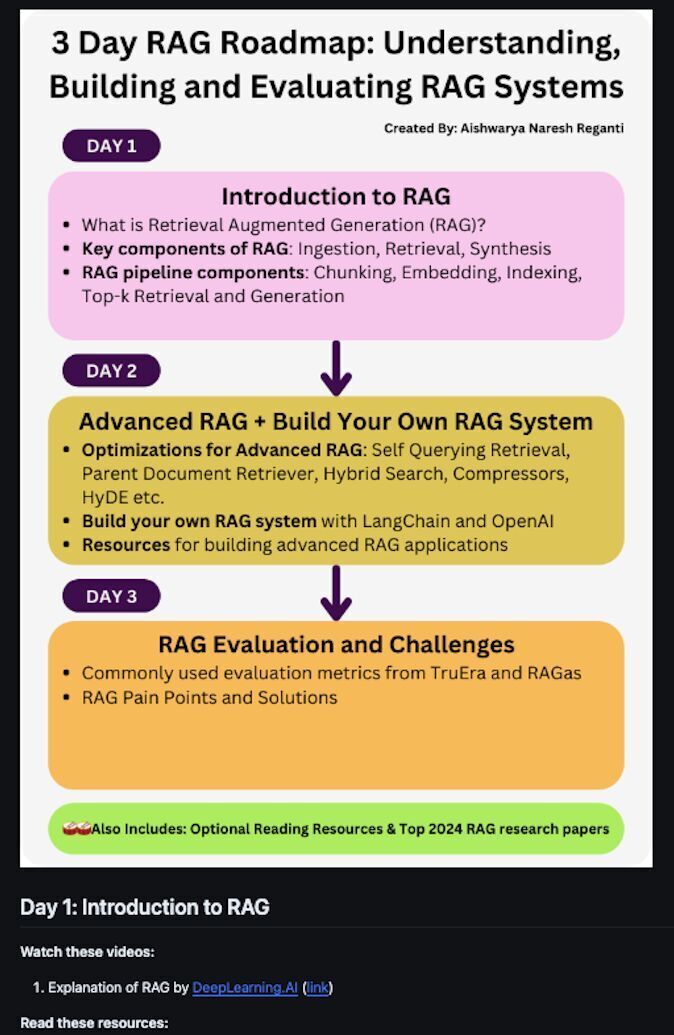 3 Day RAG Roadmap: Understanding,
Building and Evaluating RAG Systems
Created By: Aishwarya Naresh Reganti
DAY 1
Introduction to RAG
• What is Retrieval Augmented Generation (RAG)?
• Key components of RAG: Ingestion, Retrieval, Synthesis
• RAG pipeline components: Chunking, Embedding, Indexing,
Top-k Retrieval and Generation
DAY 2
Advanced RAG + Build Your Own RAG System
• Optimizations for Advanced RAG: Self Querying Retrieval,
Parent Document Retriever, Hybrid Search, Compressors,
HyDE etc.
• Build your own RAG system with LangChain and OpenAI
• Resources for building advanced RAG applications
DAY 3
RAG Evaluation and Challenges
• Commonly used evaluation metrics from TruEra and RAGas
• RAG Pain Points and Solutions
🥁🥁Also Includes: Optional Reading Resources & Top 2024 RAG research papers
Day 1: Introduction to RAG
Watch these videos:
1. Explanation of RAG by DeepLearning.AI (link)
Read these resources: